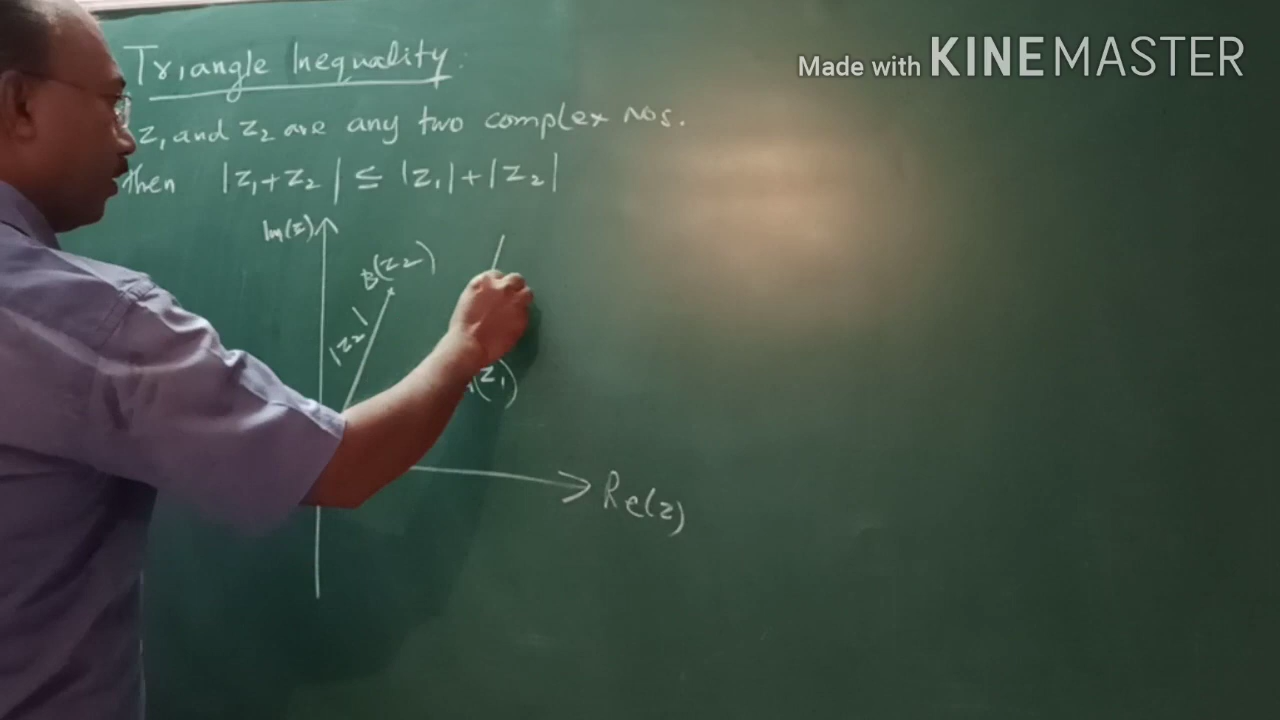 Made with KINEMASTER
Triangle Inequality
z₁ and z₂ are any two complex nos.
then |z₁+z₂| ≤ |z₁|+|z₂|
Im(z)
B(z₂)
|z₂|
(z₁)
Re(z)